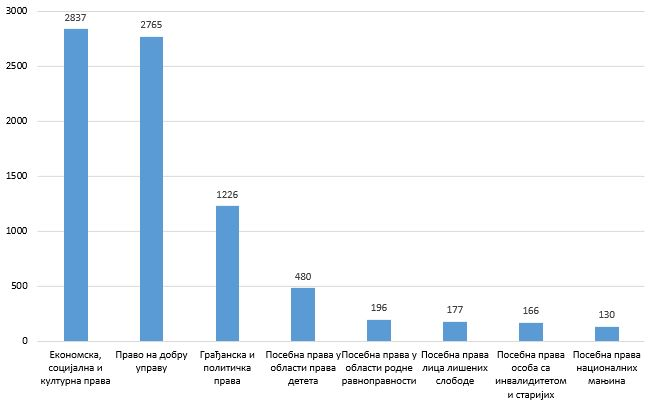 3000
2500
2000
1500
1000
500
0
2837
2765
1226
480
196
177
166
130
Економска,
социјална и
културна права
Право на добру
управу
Грађанска и
политичка
права
Посебна права у
области права
детета
Посебна права у
области родне
равноправности
Посебна права
лица лишених
слободе
Посебна права
особа са
инвалидитетом
и старијих
Посебна права
националних
мањина